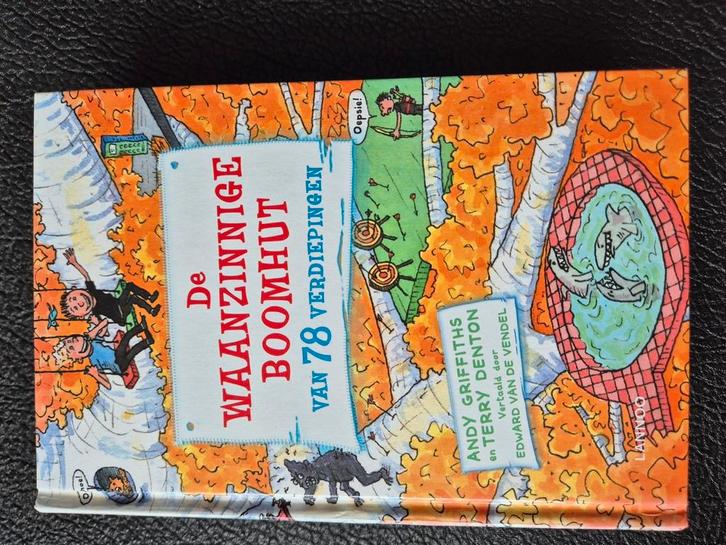 De
WAANZINNIGE
BOOMHUT
VAN 78 VERDIEPINGEN
Oepsie!
ANDY GRIFFITHS
en TERRY DENTON
Vertaald door
EDWARD VAN DE VENDEL
LANNOO